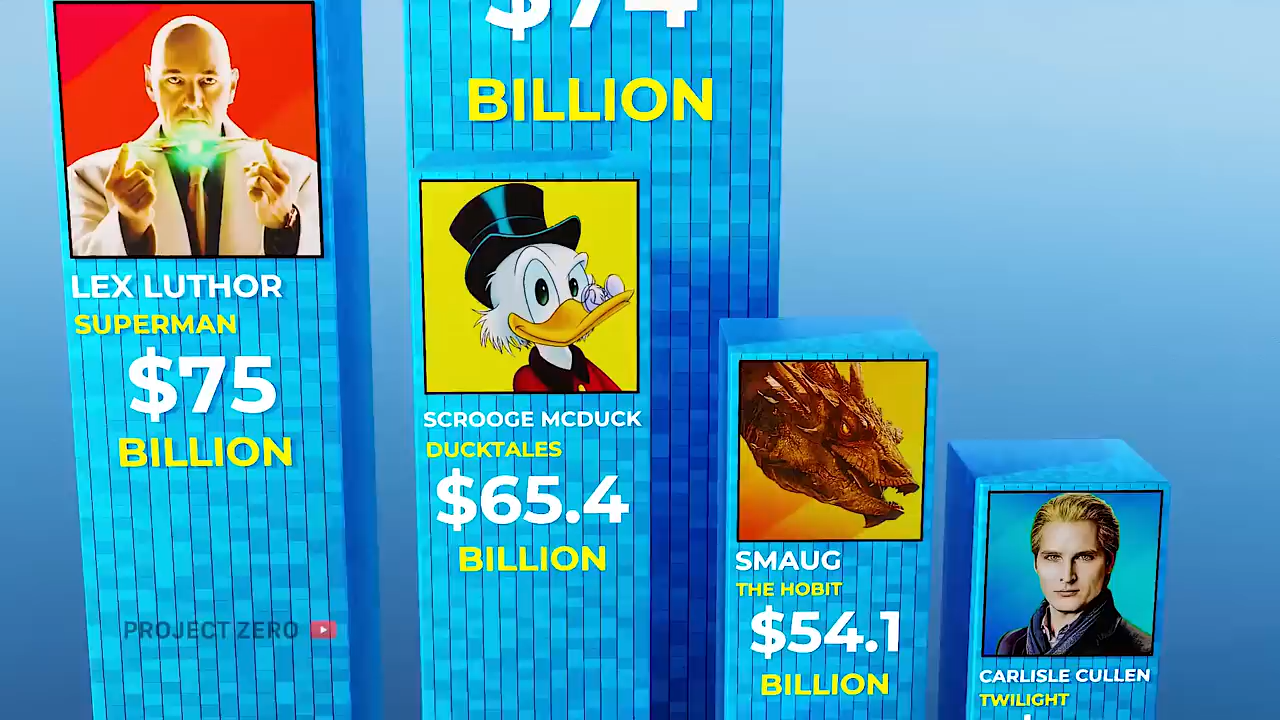 $74
BILLION
LEX LUTHOR
SUPERMAN
$75
BILLION
SCROOGE MCDUCK
DUCKTALES
$65.4
BILLION
SMAUG
THE HOBIT
$54.1
BILLION
CARLISLE CULLEN
TWILIGHT
PROJECT ZERO